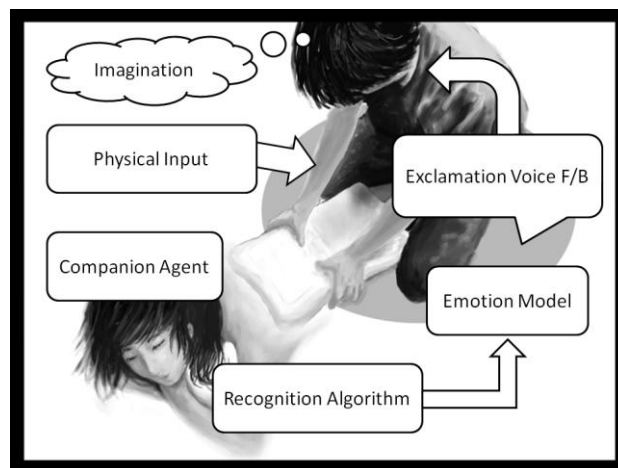 Imagination
Physical Input
Exclamation Voice F/B
Companion Agent
Emotion Model
Recognition Algorithm